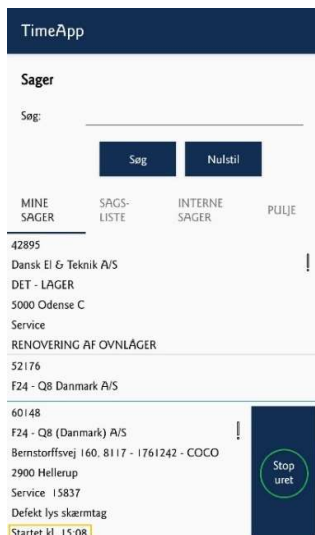 TimeApp
Sager
Søg:
Søg Nulstil
MINE SAGER
SAGS-LISTE
INTERNE SAGER
PULJE
42895
Dansk El & Teknik A/S
DET - LAGER
5000 Odense C
Service
RENOVERING AF OVNLÅGER
52176
F24 - Q8 Danmark A/S
60148
F24 - Q8 (Danmark) A/S
Bernstorffsvej 160, 8117 - 1761242 - COCO
2900 Hellerup
Service 15837
Defekt lys skærmtag
Startet kl. 15:08
Stop
uret